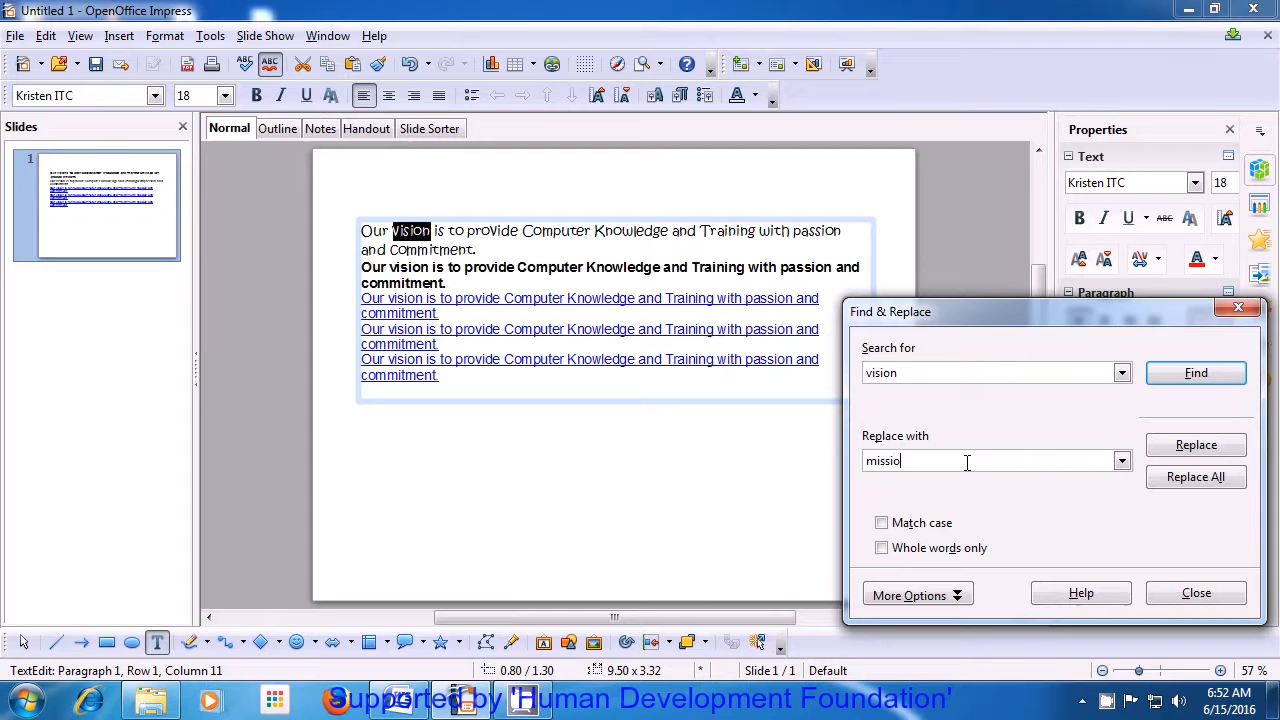 Untitled 1 - OpenOffice Impress
File Edit View Insert Format Tools Slide Show Window Help
Kristen ITC 18
Slides
Normal Outline Notes Handout Slide Sorter
Properties
1
Text
Kristen ITC 18
Paragraph
Our vision is to provide Computer Knowledge and Training with passion
and Commitment.
Our vision is to provide Computer Knowledge and Training with passion and
commitment.
Our vision is to provide Computer Knowledge and Training with passion and
commitment.
Our vision is to provide Computer Knowledge and Training with passion and
commitment.
Our vision is to provide Computer Knowledge and Training with passion and
commitment.
Find & Replace
Search for
vision
Find
Replace with
missio
Replace
Replace All
Match case
Whole words only
More Options
Help
Close
TextEdit: Paragraph 1, Row 1, Column 11
0.80 / 1.30
9.50 x 3.32
*
Slide 1 / 1
Default
57 %
Supported by 'Human Development Foundation'
6:52 AM
6/15/2016